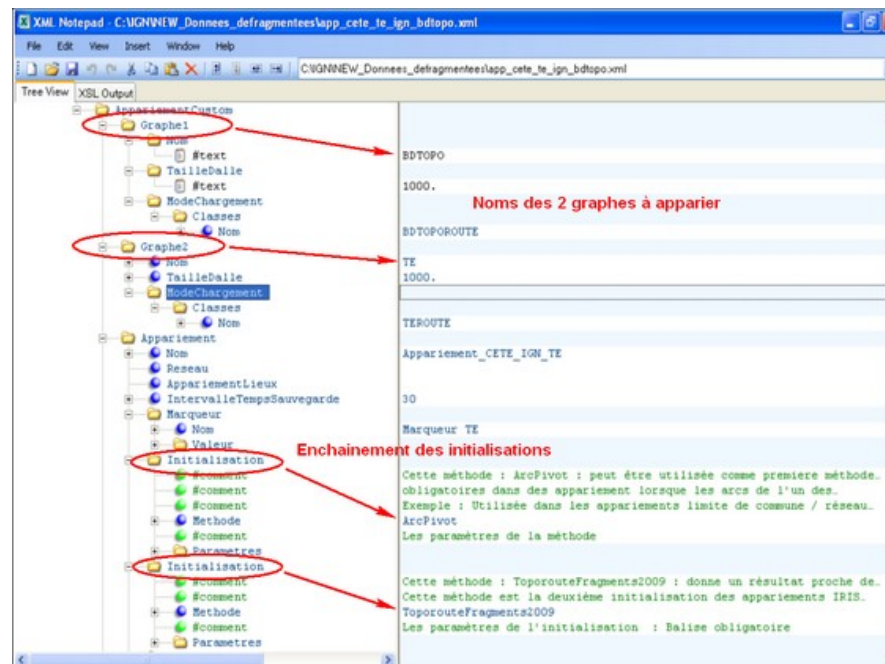 XML Notepad - C:\IGN\NEW_Donnees_defragmentees\app_cete_te_ign_bdtopo.xml
File Edit View Insert Window Help
C:\IGN\NEW_Donnees_defragmentees\app_cete_te_ign_bdtopo.xml
Tree View XSL Output
AppariementCustom
Graphe1
Nom
#text BDTOPO
TailleDalle
#text 1000.
Noms des 2 graphes à apparier
ModeChargement
Classes
Nom BDTOPOROUTE
Graphe2
Nom TE
TailleDalle 1000.
ModeChargement
Classes
Nom TEROUTE
Appariement
Nom Appariement_CETE_IGN_TE
Reseau
AppariementLieux
IntervalleTempsSauvegarde 30
Marqueur
Nom Marqueur TE
Valeur
Enchainement des initialisations
Initialisation
#comment Cette méthode : ArcPivot : peut être utilisée comme premiere méthode…
#comment obligatoires dans des appariement lorsque les arcs de l'un des…
#comment Exemple : Utilisée dans les appariements limite de commune / réseau…
Methode ArcPivot
#comment Les paramètres de la méthode
Parametres
Initialisation
#comment Cette méthode : ToporouteFragments2009 : donne un résultat proche de…
#comment Cette méthode est la deuxième initialisation des appariements IRIS…
Methode ToporouteFragments2009
#comment Les paramètres de l'initialisation : Balise obligatoire
Parametres